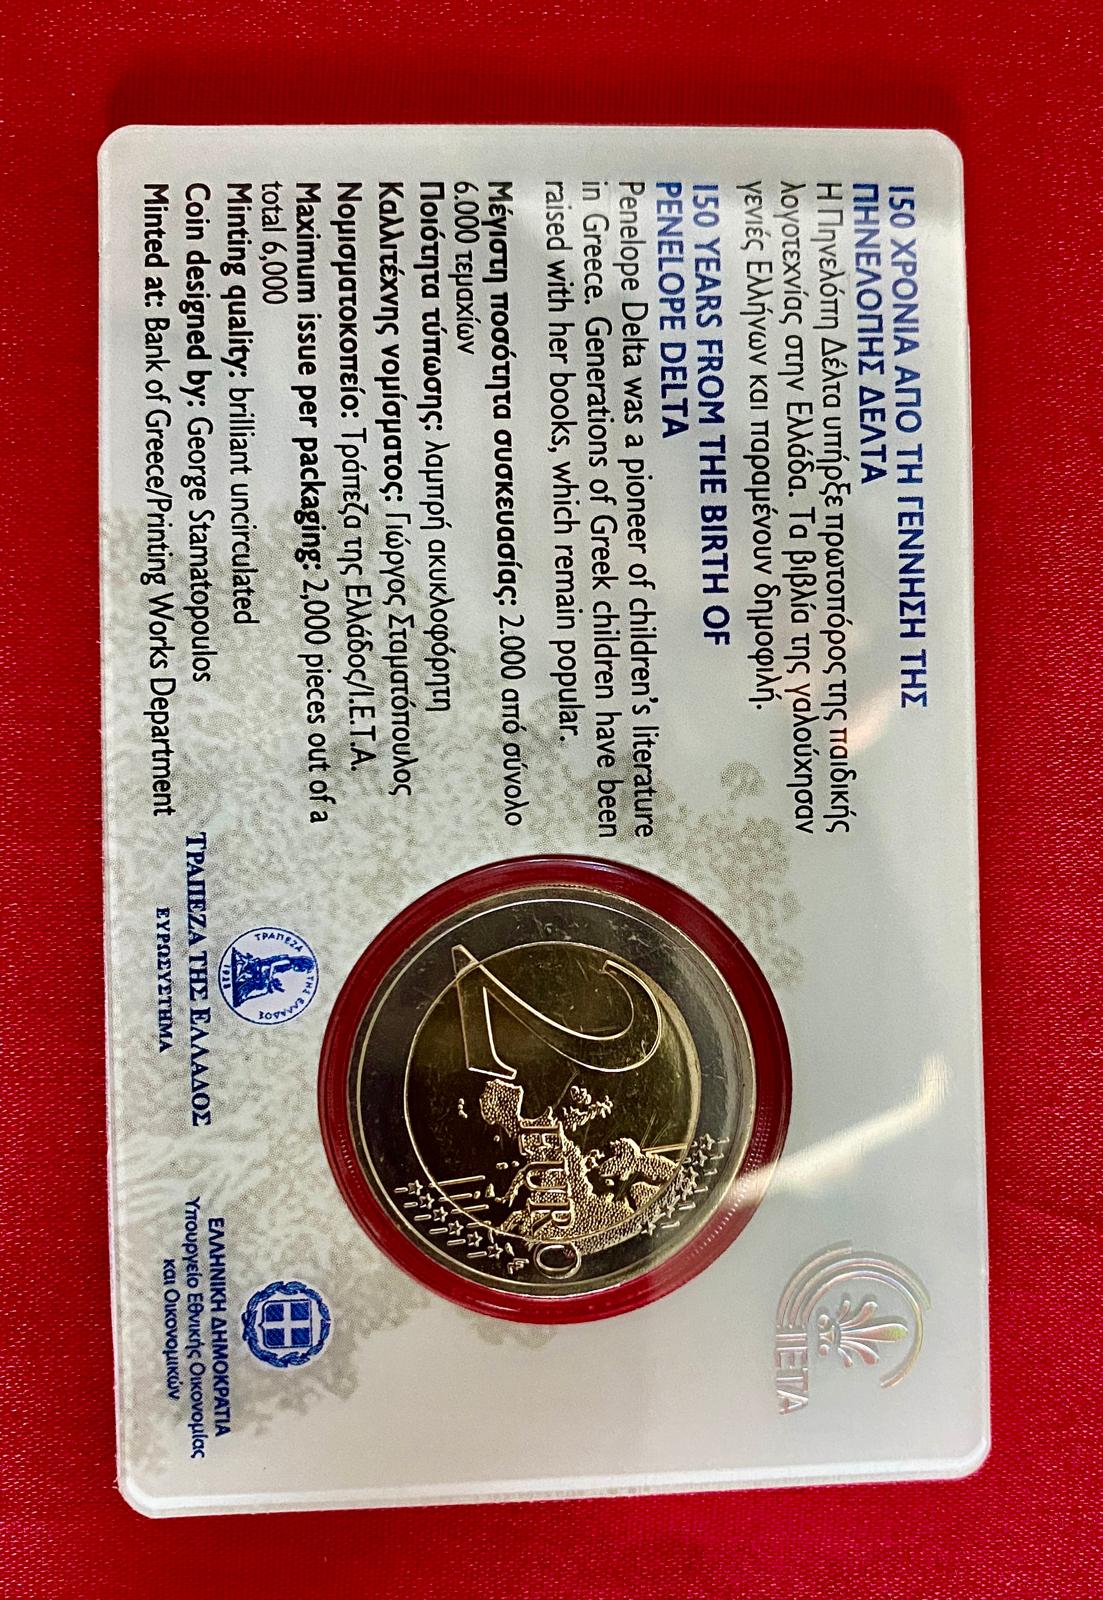 150 ΧΡΟΝΙΑ ΑΠΟ ΤΗ ΓΕΝΝΗΣΗ ΤΗΣ
ΠΗΝΕΛΟΠΗΣ ΔΕΛΤΑ
Η Πηνελόπη Δέλτα υπήρξε πρωτοπόρος της παιδικής
λογοτεχνίας στην Ελλάδα. Τα βιβλία της γαλούχησαν
γενιές Ελλήνων και παραμένουν δημοφιλή.
150 YEARS FROM THE BIRTH OF
PENELOPE DELTA
Penelope Delta was a pioneer of children's literature
in Greece. Generations of Greek children have been
raised with her books, which remain popular.
Μέγιστη ποσότητα συσκευασίας: 2.000 από σύνολο
6.000 τεμαχίων
Ποιότητα τύπωσης: λαμπρή ακυκλοφόρητη
Καλλιτέχνης νομίσματος: Γιώργος Σταματόπουλος
Νομισματοκοπείο: Τράπεζα της Ελλάδος/Ι.Ε.Τ.Α.
Maximum issue per packaging: 2,000 pieces out of a
total 6,000
Minting quality: brilliant uncirculated
Coin designed by: George Stamatopoulos
Minted at: Bank of Greece/Printing Works Department
2 EURO
LL
ΙΕΤΑ
ΤΡΑΠΕΖΑ ΤΗΣ ΕΛΛΑΔΟΣ
1928
ΤΡΑΠΕΖΑ ΤΗΣ ΕΛΛΑΔΟΣ
ΕΥΡΩΣΥΣΤΗΜΑ
ΕΛΛΗΝΙΚΗ ΔΗΜΟΚΡΑΤΙΑ
Υπουργείο Εθνικής Οικονομίας
και Οικονομικών